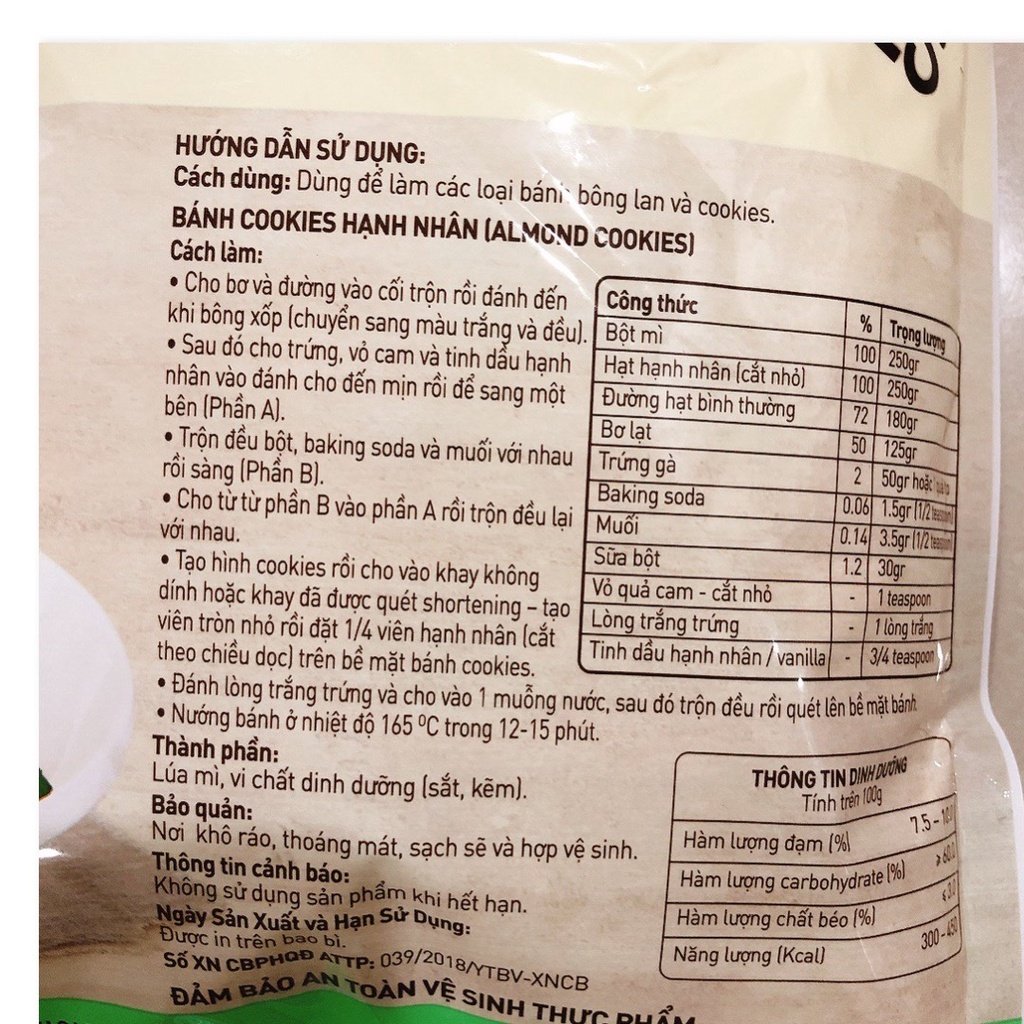 HƯỚNG DẪN SỬ DỤNG:
Cách dùng: Dùng để làm các loại bánh bông lan và cookies.
BÁNH COOKIES HẠNH NHÂN (ALMOND COOKIES)
Cách làm:
• Cho bơ và đường vào cối trộn rồi đánh đến
khi bông xốp (chuyển sang màu trắng và đều).
• Sau đó cho trứng, vỏ cam và tinh dầu hạnh
nhân vào đánh cho đến mịn rồi để sang một
bên (Phần A).
• Trộn đều bột, baking soda và muối với nhau
rồi sàng (Phần B).
• Cho từ từ phần B vào phần A rồi trộn đều lại
với nhau.
• Tạo hình cookies rồi cho vào khay không
dính hoặc khay đã được quét shortening – tạo
viên tròn nhỏ rồi đặt 1/4 viên hạnh nhân (cắt
theo chiều dọc) trên bề mặt bánh cookies.
• Đánh lòng trắng trứng và cho vào 1 muỗng nước, sau đó trộn đều rồi quét lên bề mặt bánh
• Nướng bánh ở nhiệt độ 165 ⁰C trong 12-15 phút.
Công thức % Trọng lượng
Bột mì 100 250gr
Hạt hạnh nhân (cắt nhỏ) 100 250gr
Đường hạt bình thường 72 180gr
Bơ lạt 50 125gr
Trứng gà 2 50gr hoặc
Baking soda 0.06 1.5gr (1/2 teaspoon)
Muối 0.14 3.5gr (1/2 teaspoon)
Sữa bột 1.2 30gr
Vỏ quả cam - cắt nhỏ - 1 teaspoon
Lòng trắng trứng - 1 lòng trắng
Tinh dầu hạnh nhân / vanilla - 3/4 teaspoon
Thành phần:
Lúa mì, vi chất dinh dưỡng (sắt, kẽm).
Bảo quản:
Nơi khô ráo, thoáng mát, sạch sẽ và hợp vệ sinh.
Thông tin cảnh báo:
Không sử dụng sản phẩm khi hết hạn.
Ngày Sản Xuất và Hạn Sử Dụng:
Được in trên bao bì.
Số XN CBPHQĐ ATTP: 039/2018/YTBV-XNCB
ĐẢM BẢO AN TOÀN VỆ SINH THỰC PHẨM
THÔNG TIN DINH DƯỠNG
Tính trên 100g
Hàm lượng đạm (%) 7.5 -
Hàm lượng carbohydrate (%) ≥ 60.0
Hàm lượng chất béo (%) ≤ 3.0
Năng lượng (Kcal) 300 - 450